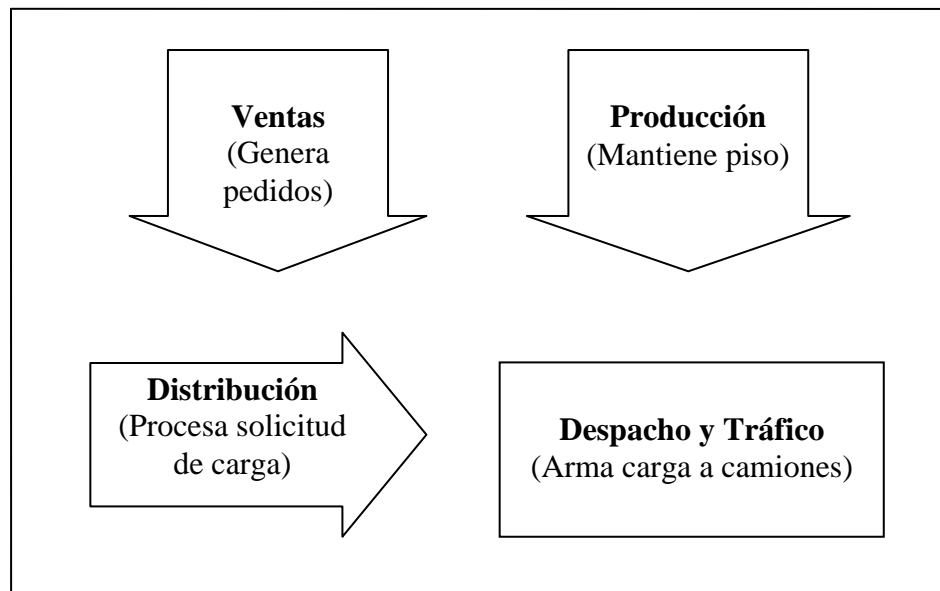 Ventas
(Genera
pedidos)
Producción
(Mantiene piso)
Distribución
(Procesa solicitud
de carga)
Despacho y Tráfico
(Arma carga a camiones)